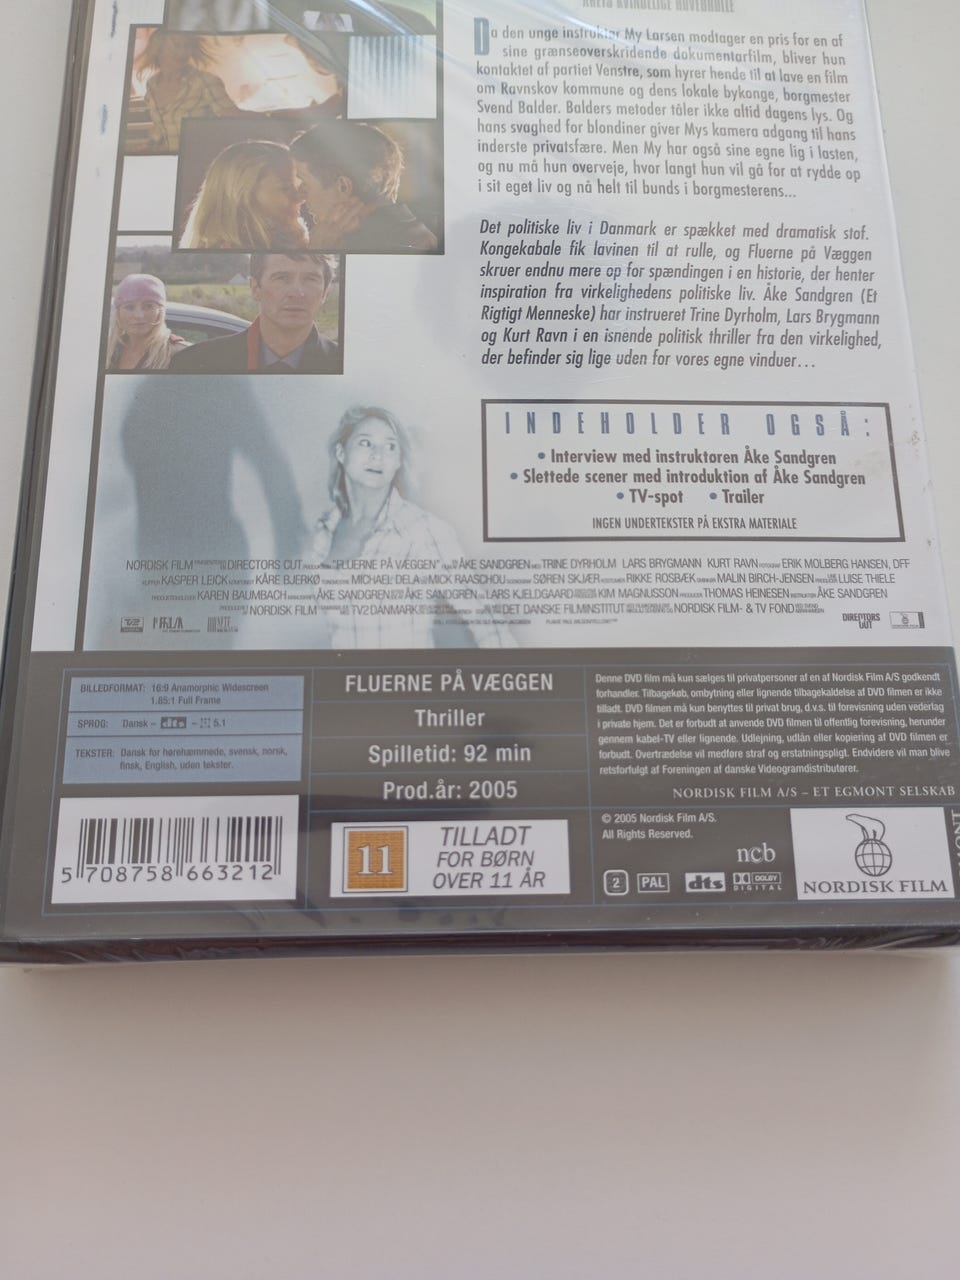 ÅRETS KVINDELIGE HOVEDROLLE
Da den unge instruktør My Larsen modtager en pris for en af
sine grænseoverskridende dokumentarfilm, bliver hun
kontaktet af partiet Venstre, som hyrer hende til at lave en film
om Ravnskov kommune og dens lokale bykonge, borgmester
Svend Balder. Balders metoder tåler ikke altid dagens lys. Og
hans svaghed for blondiner giver Mys kamera adgang til hans
inderste privatsfære. Men My har også sine egne lig i lasten,
og nu må hun overveje, hvor langt hun vil gå for at rydde op
i sit eget liv og nå helt til bunds i borgmesterens...
Det politiske liv i Danmark er spækket med dramatisk stof.
Kongekabale fik lavinen til at rulle, og Fluerne på Væggen
skruer endnu mere op for spændingen i en historie, der henter
inspiration fra virkelighedens politiske liv. Åke Sandgren (Et
Rigtigt Menneske) har instrueret Trine Dyrholm, Lars Brygmann
og Kurt Ravn i en isnende politisk thriller fra den virkelighed,
der befinder sig lige uden for vores egne vinduer...
INDEHOLDER OGSÅ:
• Interview med instruktøren Åke Sandgren
• Slettede scener med introduktion af Åke Sandgren
• TV-spot • Trailer
INGEN UNDERTEKSTER PÅ EKSTRA MATERIALE
NORDISK FILM DIRECTORS CUT "FLUERNE PÅ VÆGGEN" ÅKE SANDGREN TRINE DYRHOLM LARS BRYGMANN KURT RAVN ERIK MOLBERG HANSEN, DFF
KASPER LEICK KÅRE BJERKØ MICHAEL DELA MICK RAASCHOU SØREN SKJÆR RIKKE ROSBÆK MALIN BIRCH-JENSEN LUISE THIELE
KAREN BAUMBACH ÅKE SANDGREN ÅKE SANDGREN LARS KJELDGAARD KIM MAGNUSSON THOMAS HEINESEN ÅKE SANDGREN
NORDISK FILM TV2 DANMARK DET DANSKE FILMINSTITUT NORDISK FILM- & TV FOND
DIRECTORS CUT
BILLEDFORMAT: 16:9 Anamorphic Widescreen
1.85:1 Full Frame
SPROG: Dansk – dts – 5.1
TEKSTER: Dansk for hørehæmmede, svensk, norsk,
finsk, English, uden tekster.
5 708758 663212
FLUERNE PÅ VÆGGEN
Thriller
Spilletid: 92 min
Prod.år: 2005
11
TILLADT
FOR BØRN
OVER 11 ÅR
Denne DVD film må kun sælges til privatpersoner af en af Nordisk Film A/S godkendt
forhandler. Tilbagekøb, ombytning eller lignende tilbagekaldelse af DVD filmen er ikke
tilladt. DVD filmen må kun benyttes til privat brug, d.v.s. til forevisning uden vederlag
i private hjem. Det er forbudt at anvende DVD filmen til offentlig forevisning, herunder
gennem kabel-TV eller lignende. Udlejning, udlån eller kopiering af DVD filmen er
forbudt. Overtrædelse vil medføre straf og erstatningspligt. Endvidere vil man blive
retsforfulgt af Foreningen af danske Videogramdistributører.
NORDISK FILM A/S – ET EGMONT SELSKAB
© 2005 Nordisk Film A/S.
All Rights Reserved.
ncb
2 PAL dts DOLBY
DIGITAL
NORDISK FILM
EGMONT